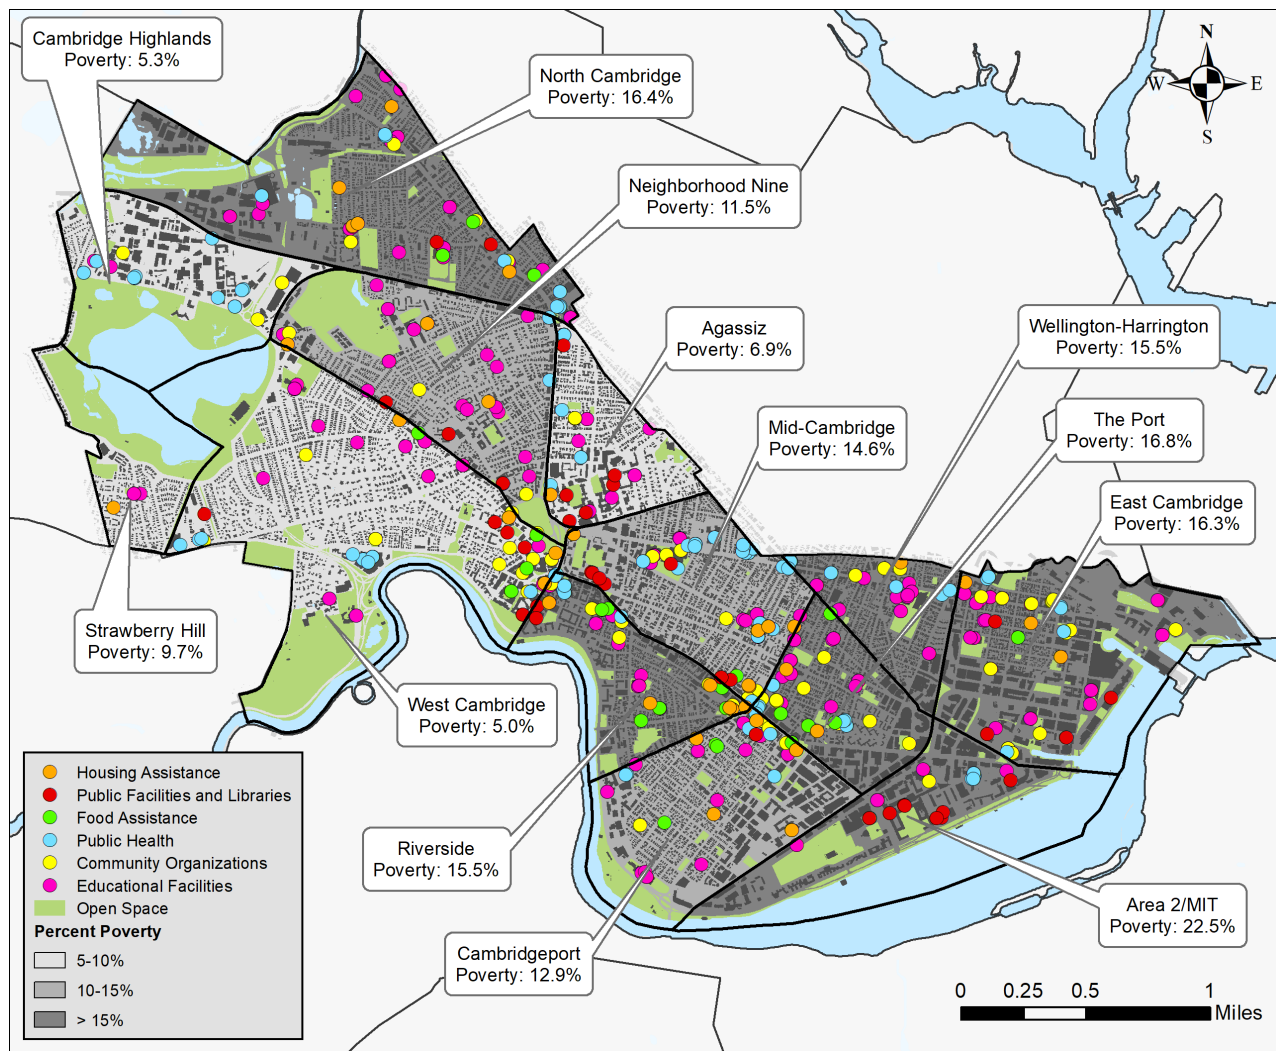 Cambridge Highlands
Poverty: 5.3%
North Cambridge
Poverty: 16.4%
N
W
E
S
Neighborhood Nine
Poverty: 11.5%
Agassiz
Poverty: 6.9%
Wellington-Harrington
Poverty: 15.5%
Mid-Cambridge
Poverty: 14.6%
The Port
Poverty: 16.8%
East Cambridge
Poverty: 16.3%
Strawberry Hill
Poverty: 9.7%
West Cambridge
Poverty: 5.0%
Riverside
Poverty: 15.5%
Cambridgeport
Poverty: 12.9%
Area 2/MIT
Poverty: 22.5%
Housing Assistance
Public Facilities and Libraries
Food Assistance
Public Health
Community Organizations
Educational Facilities
Open Space
Percent Poverty
5-10%
10-15%
> 15%
0 0.25 0.5 1
Miles